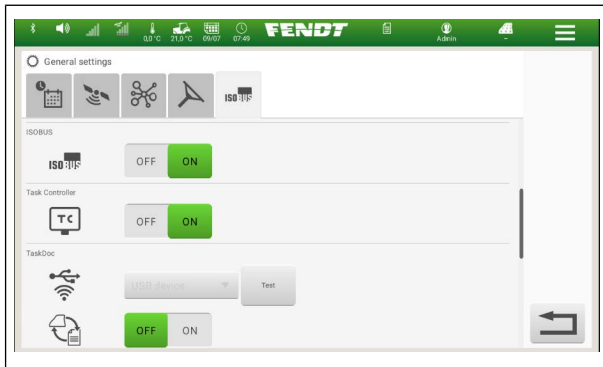 0,0 °C 21,0 °C 09/07 07:49 FENDT Admin -
General settings
ISOBUS
ISOBUS
ISOBUS
OFF ON
Task Controller
TC
OFF ON
TaskDoc
USB device Test
OFF ON